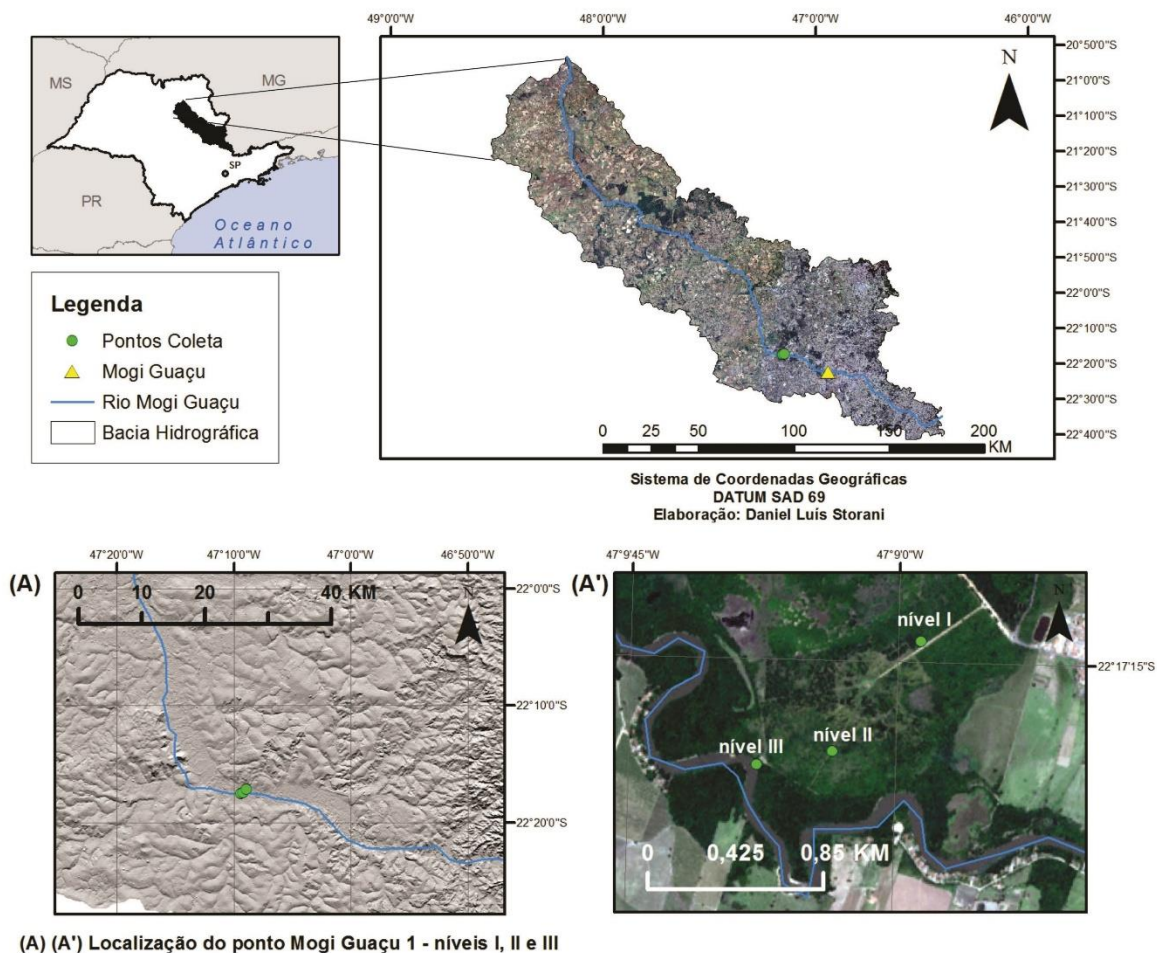 49°0'0"W 48°0'0"W 47°0'0"W 46°0'0"W
MS
MG
SP
PR
Oceano
Atlântico
N
20°50'0"S
21°0'0"S
21°10'0"S
21°20'0"S
21°30'0"S
21°40'0"S
21°50'0"S
22°0'0"S
22°10'0"S
22°20'0"S
22°30'0"S
22°40'0"S
0 25 50 100 150 200
KM
Legenda
Pontos Coleta
Mogi Guaçu
Rio Mogi Guaçu
Bacia Hidrográfica
Sistema de Coordenadas Geográficas
DATUM SAD 69
Elaboração: Daniel Luís Storani
(A)
47°20'0"W 47°10'0"W 47°0'0"W 46°50'0"W
0 10 20 40 KM
N
22°0'0"S
22°10'0"S
22°20'0"S
(A')
47°9'45"W 47°9'0"W
N
nível I
22°17'15"S
nível III
nível II
0 0,425 0,85 KM
(A) (A') Localização do ponto Mogi Guaçu 1 - níveis I, II e III